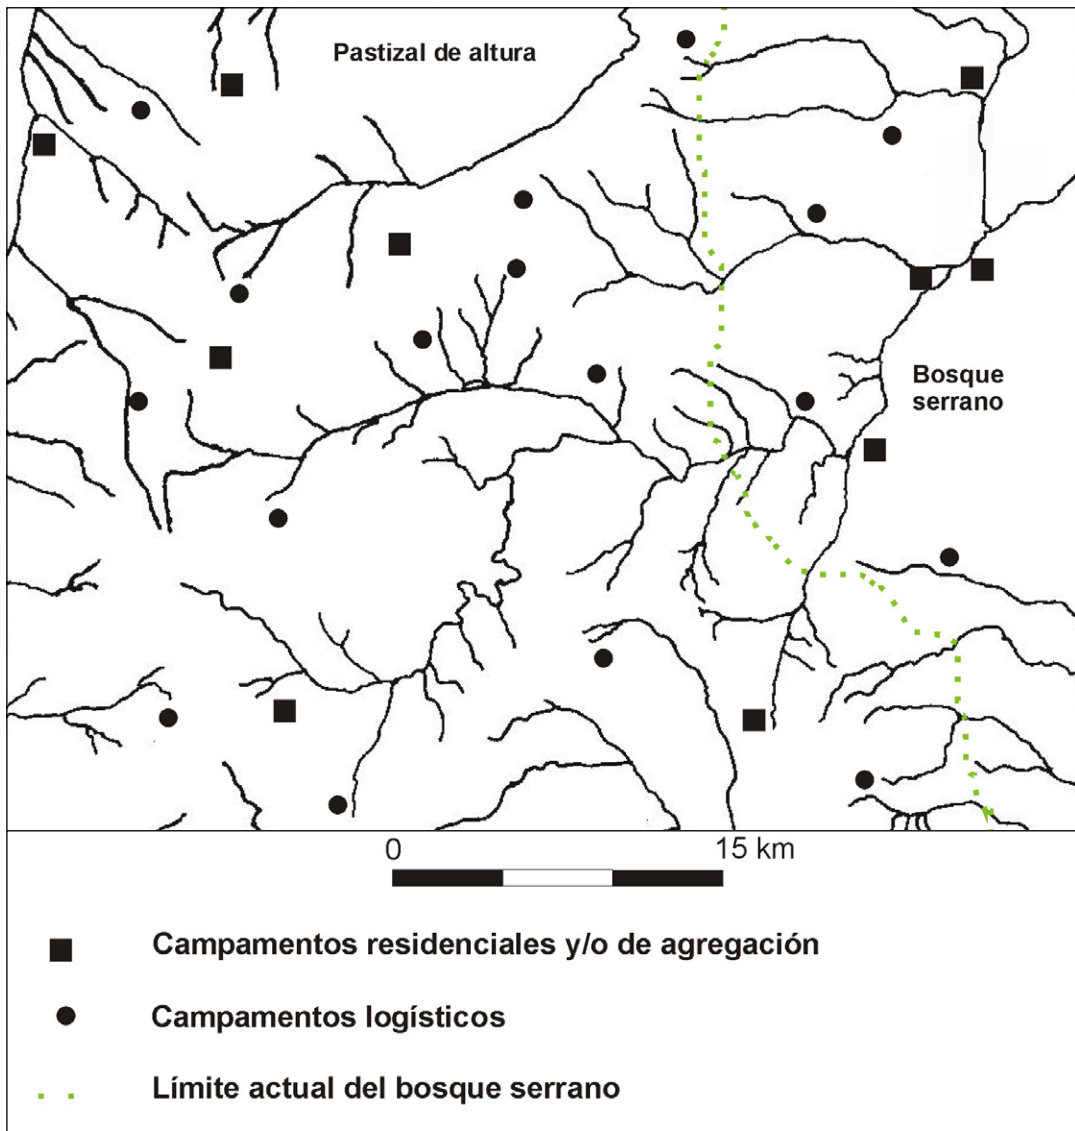 Pastizal de altura
Bosque
serrano
0 15 km
Campamentos residenciales y/o de agregación
Campamentos logísticos
Límite actual del bosque serrano